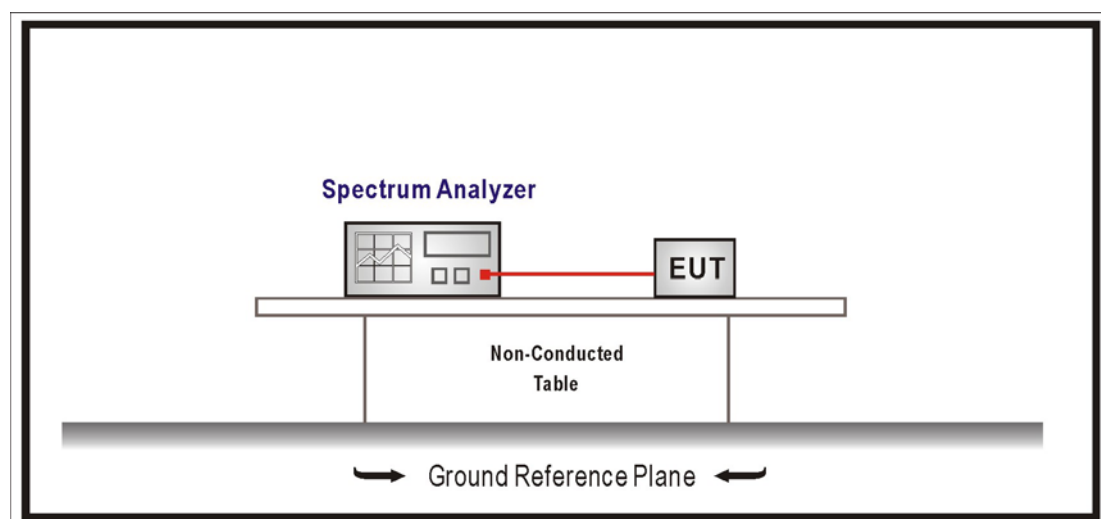 Spectrum Analyzer
EUT
Non-Conducted
Table
Ground Reference Plane